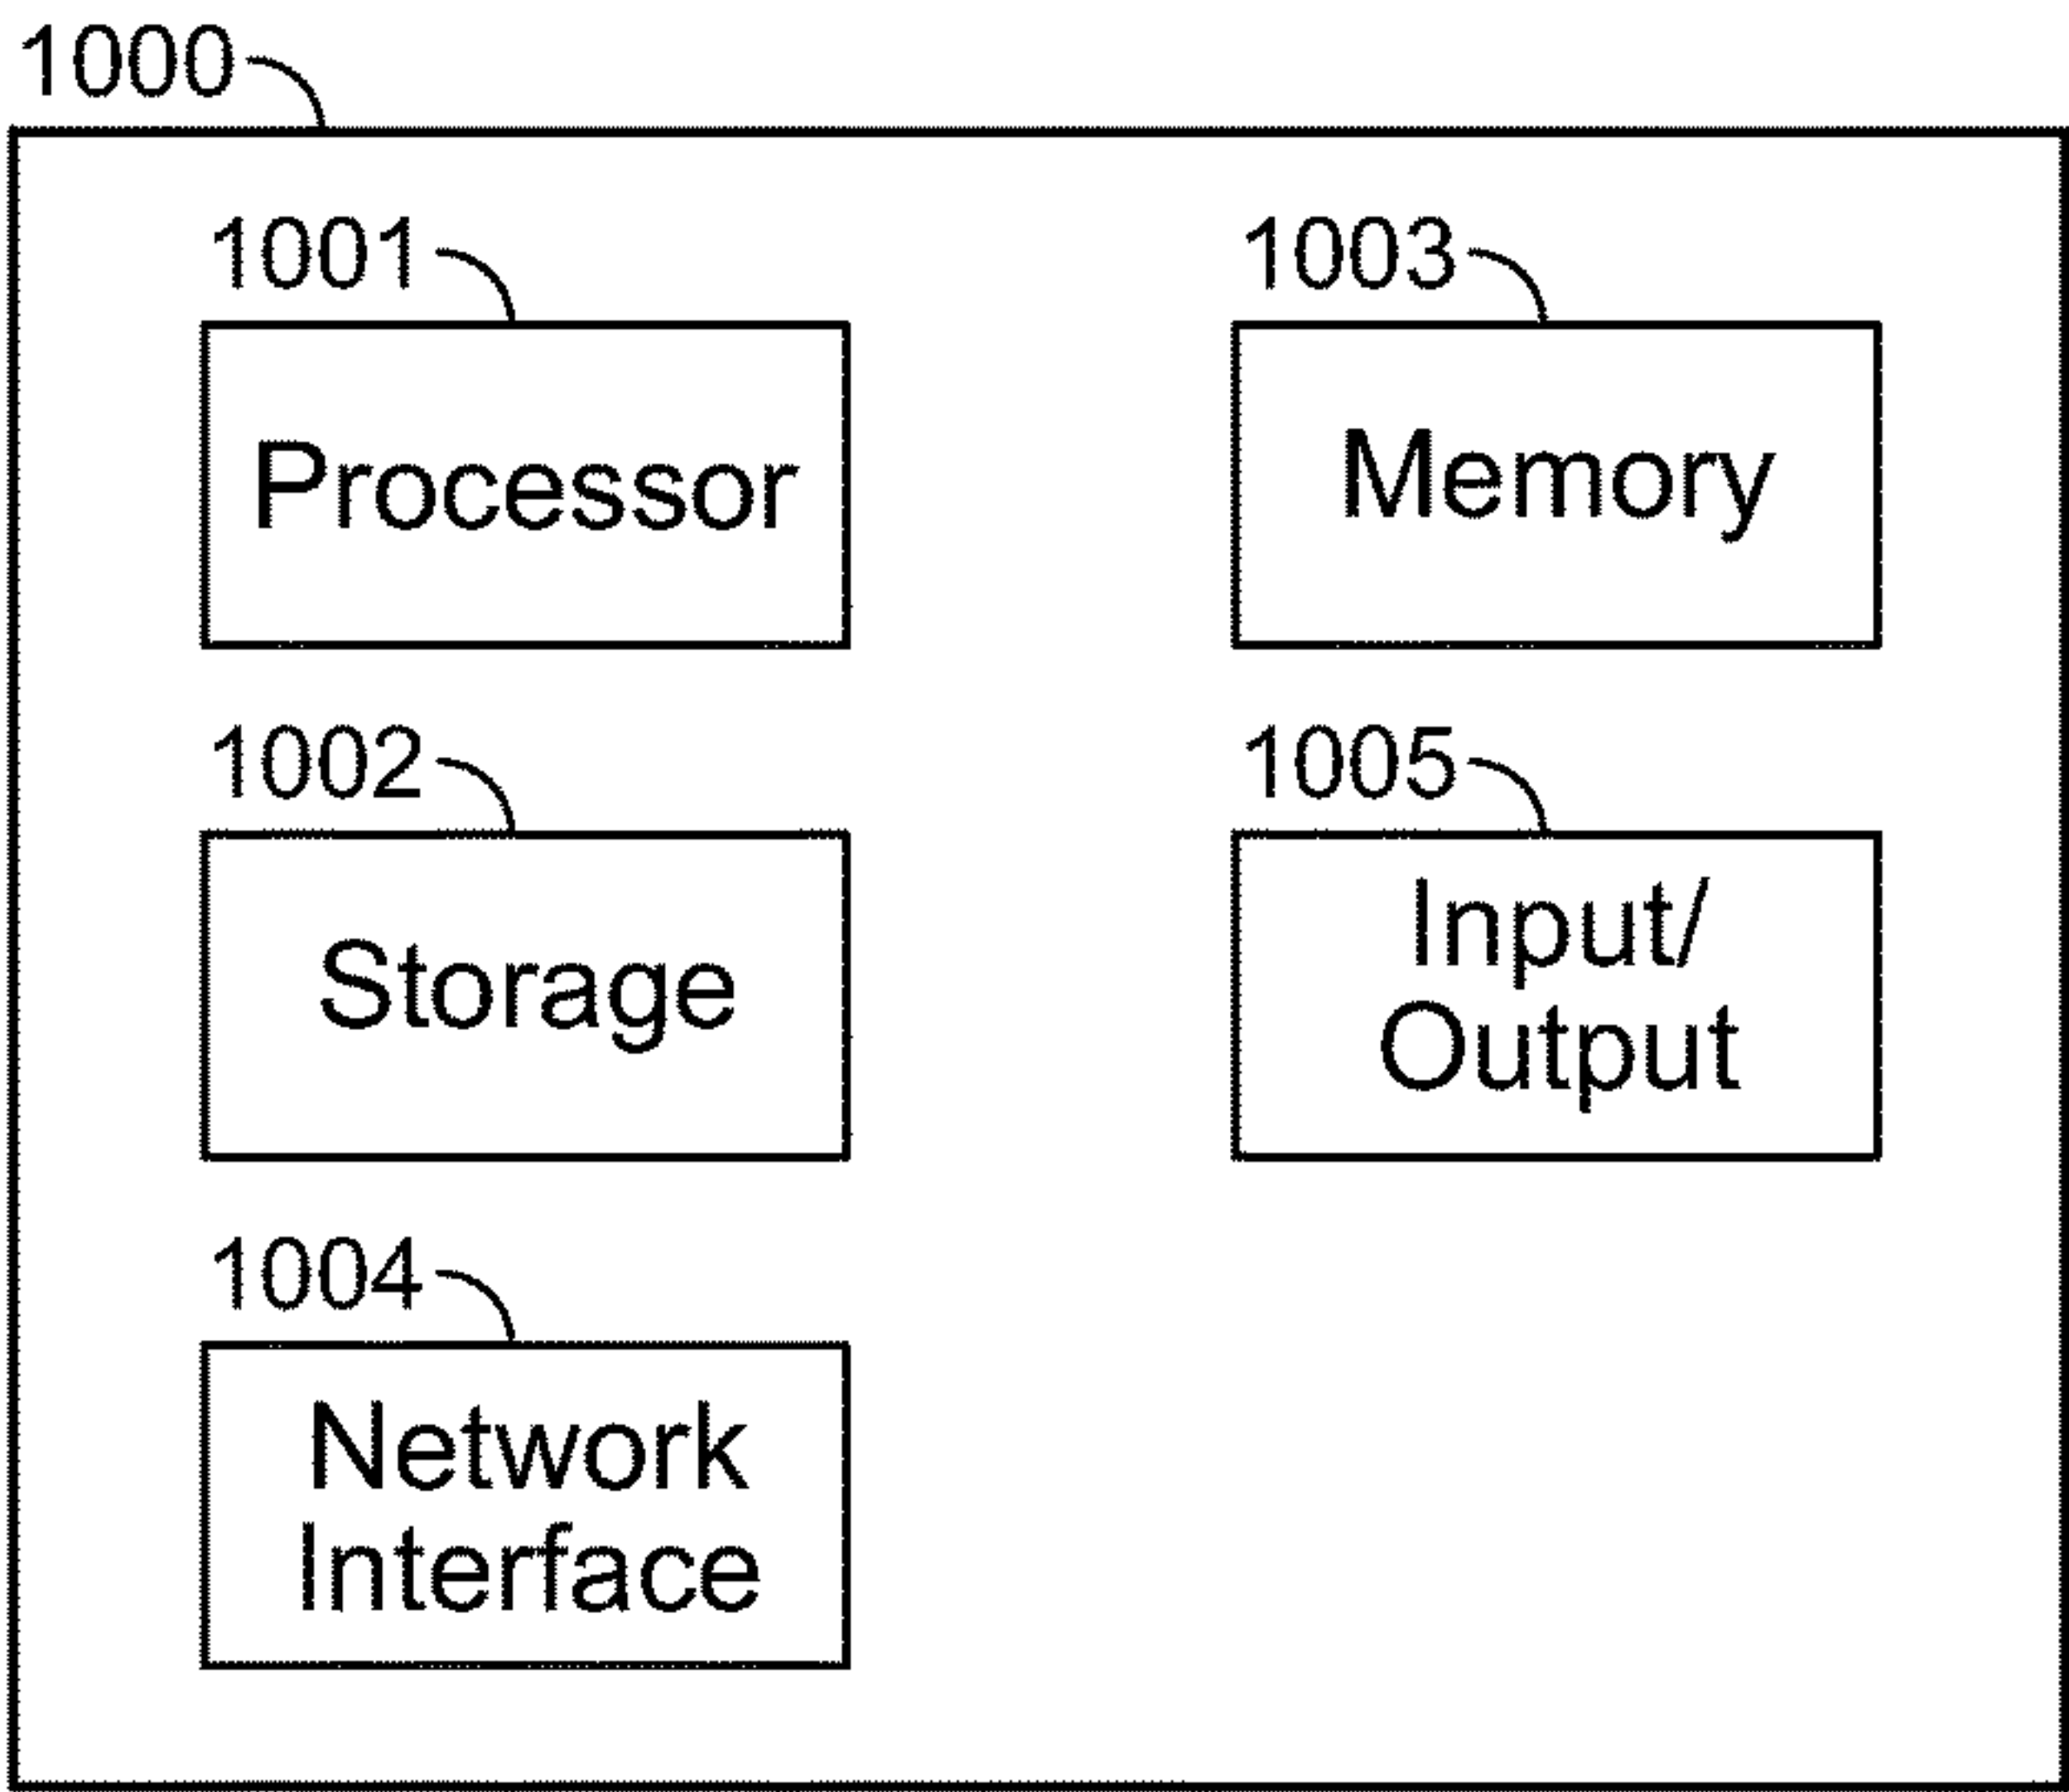 1000
1001
Processor
1003
Memory
1002
Storage
1005
Input/
Output
1004
Network
Interface